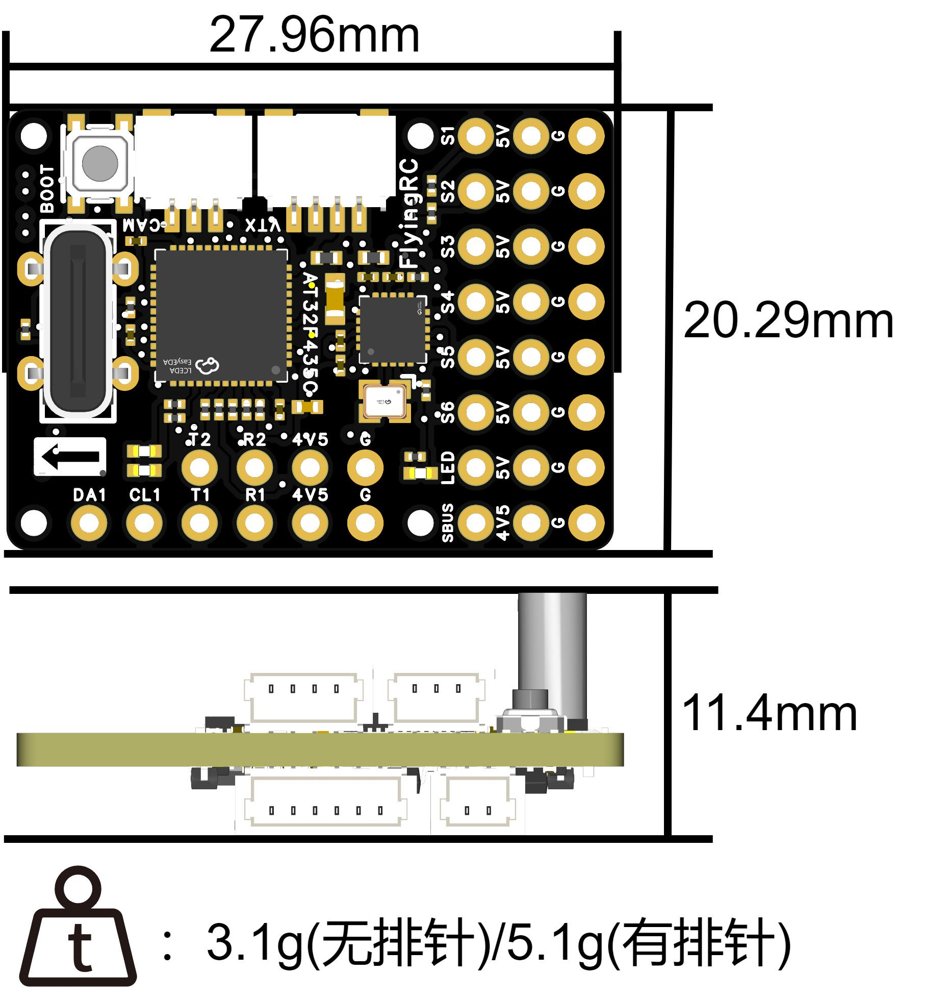 27.96mm
S1 5V G
BOOT
S2 5V G
CAM VTX
FlyingRC
S3 5V G
AT32F435C
S4 5V G
20.29mm
LCEDA
EasyEDA
S5 5V G
S6 5V G
T2 R2 4V5 G
LED 5V G
DA1 CL1 T1 R1 4V5 G
SBUS 4V5 G
11.4mm
t : 3.1g(无排针)/5.1g(有排针)